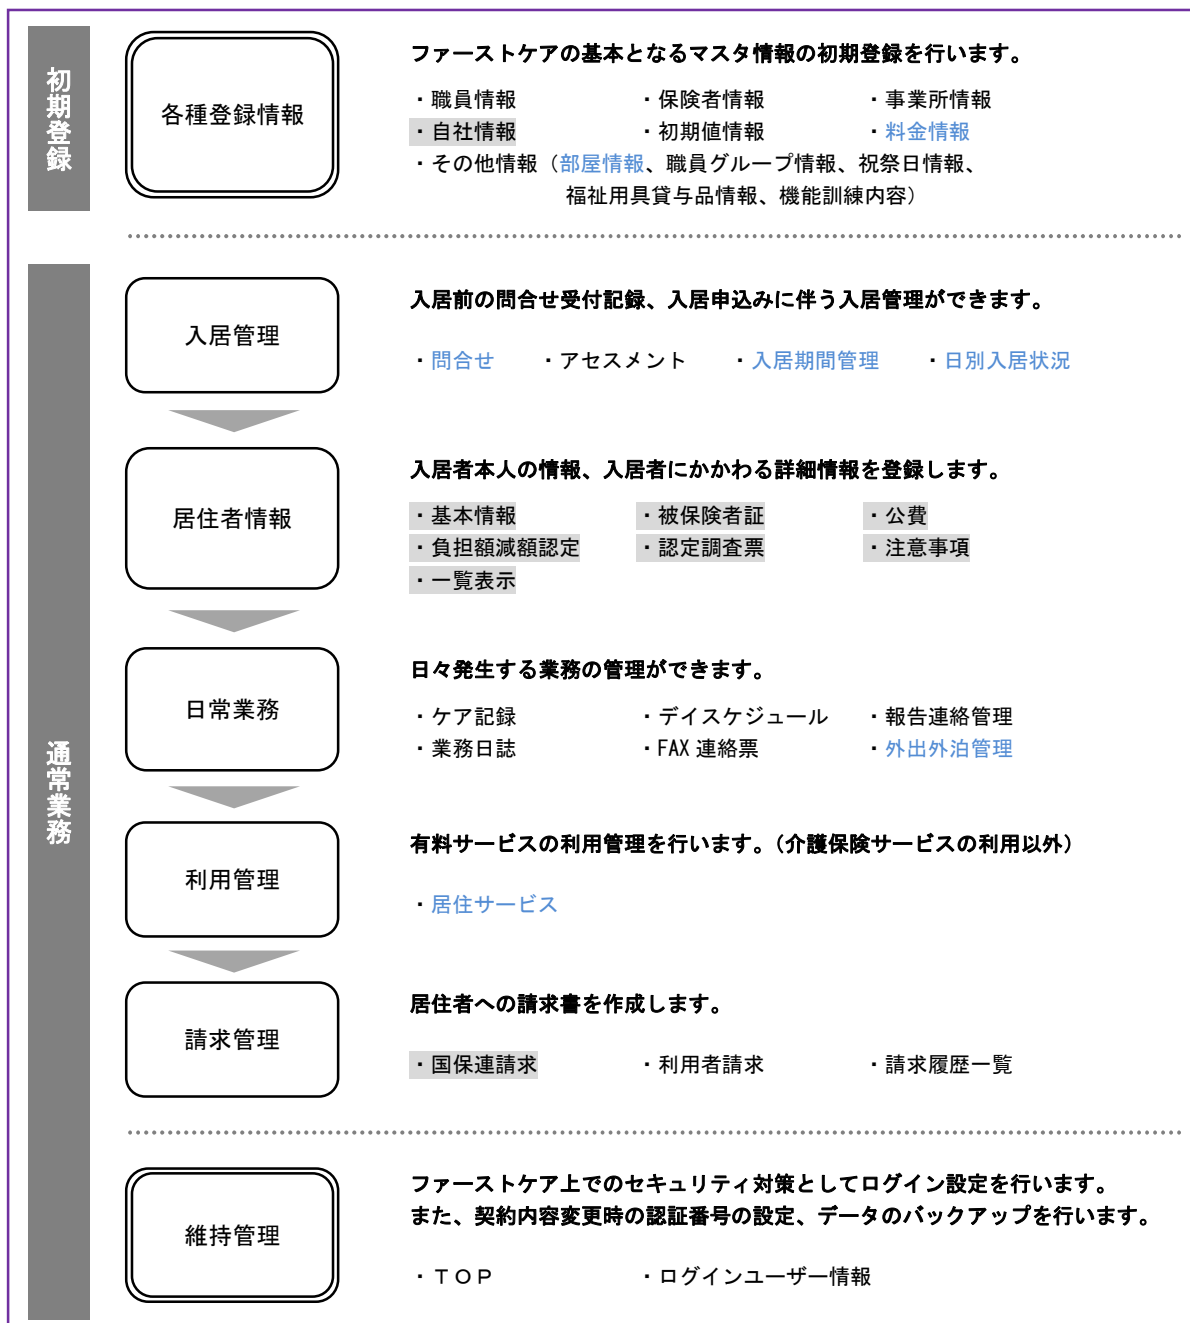 初期登録
各種登録情報
ファーストケアの基本となるマスタ情報の初期登録を行います。
・職員情報 ・保険者情報 ・事業所情報
・自社情報 ・初期値情報 ・料金情報
・その他情報（部屋情報、職員グループ情報、祝祭日情報、
福祉用具貸与品情報、機能訓練内容）
通常業務
入居管理
入居前の問合せ受付記録、入居申込みに伴う入居管理ができます。
・問合せ ・アセスメント ・入居期間管理 ・日別入居状況
居住者情報
入居者本人の情報、入居者にかかわる詳細情報を登録します。
・基本情報 ・被保険者証 ・公費
・負担額減額認定 ・認定調査票 ・注意事項
・一覧表示
日常業務
日々発生する業務の管理ができます。
・ケア記録 ・デイスケジュール ・報告連絡管理
・業務日誌 ・FAX 連絡票 ・外出外泊管理
利用管理
有料サービスの利用管理を行います。（介護保険サービスの利用以外）
・居住サービス
請求管理
居住者への請求書を作成します。
・国保連請求 ・利用者請求 ・請求履歴一覧
維持管理
ファーストケア上でのセキュリティ対策としてログイン設定を行います。
また、契約内容変更時の認証番号の設定、データのバックアップを行います。
・ＴＯＰ ・ログインユーザー情報